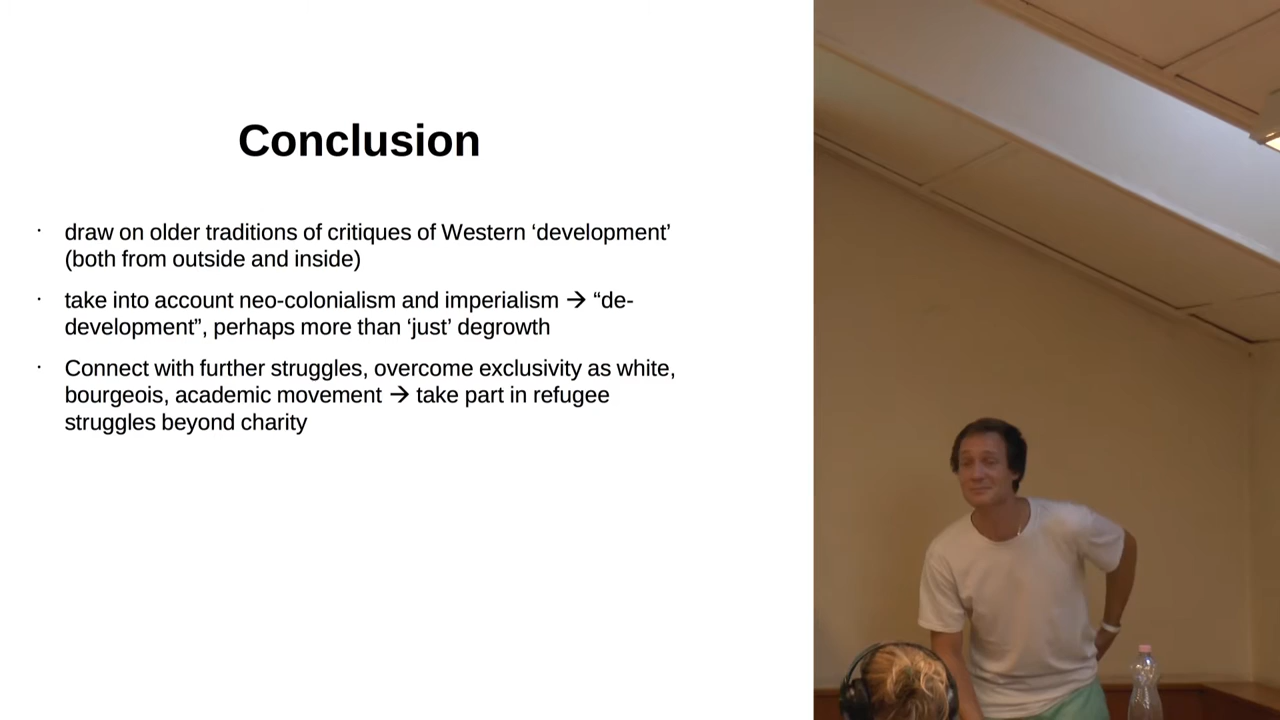 Conclusion
· draw on older traditions of critiques of Western ‘development’
(both from outside and inside)
· take into account neo-colonialism and imperialism → “de-
development”, perhaps more than ‘just’ degrowth
· Connect with further struggles, overcome exclusivity as white,
bourgeois, academic movement → take part in refugee
struggles beyond charity